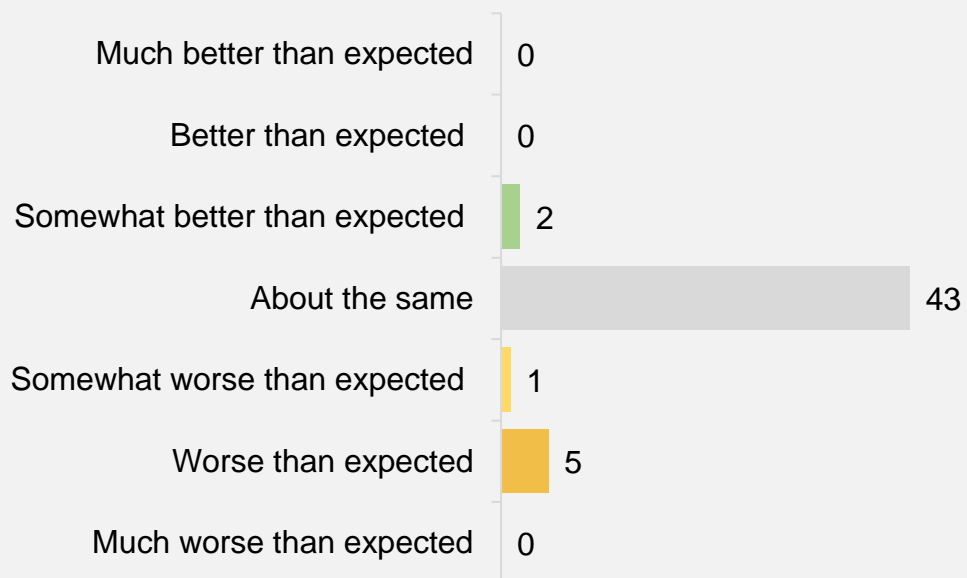 Much better than expected 0
Better than expected 0
Somewhat better than expected 2
About the same 43
Somewhat worse than expected 1
Worse than expected 5
Much worse than expected 0